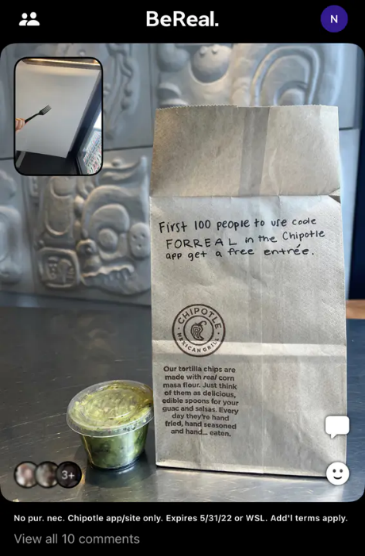 BeReal.
N
First 100 people to use code
FORREAL in the Chipotle
app get a free entrée.
CHIPOTLE
MEXICAN GRILL
Our tortilla chips are
made with real corn
masa flour. Just think
of them as delicious,
edible spoons for your
guac and salsas. Every
day they're hand
fried, hand seasoned
and hand... eaten.
3+
No pur. nec. Chipotle app/site only. Expires 5/31/22 or WSL. Add'l terms apply.
View all 10 comments